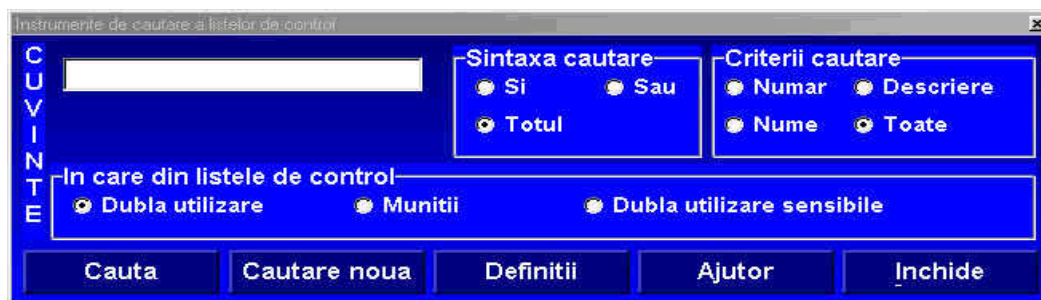 Instrumente de cautare a listelor de control
CUVINTE
Sintaxa cautare
Si Sau
Totul
Criterii cautare
Numar Descriere
Nume Toate
In care din listele de control
Dubla utilizare Munitii Dubla utilizare sensibile
Cauta Cautare noua Definitii Ajutor Inchide